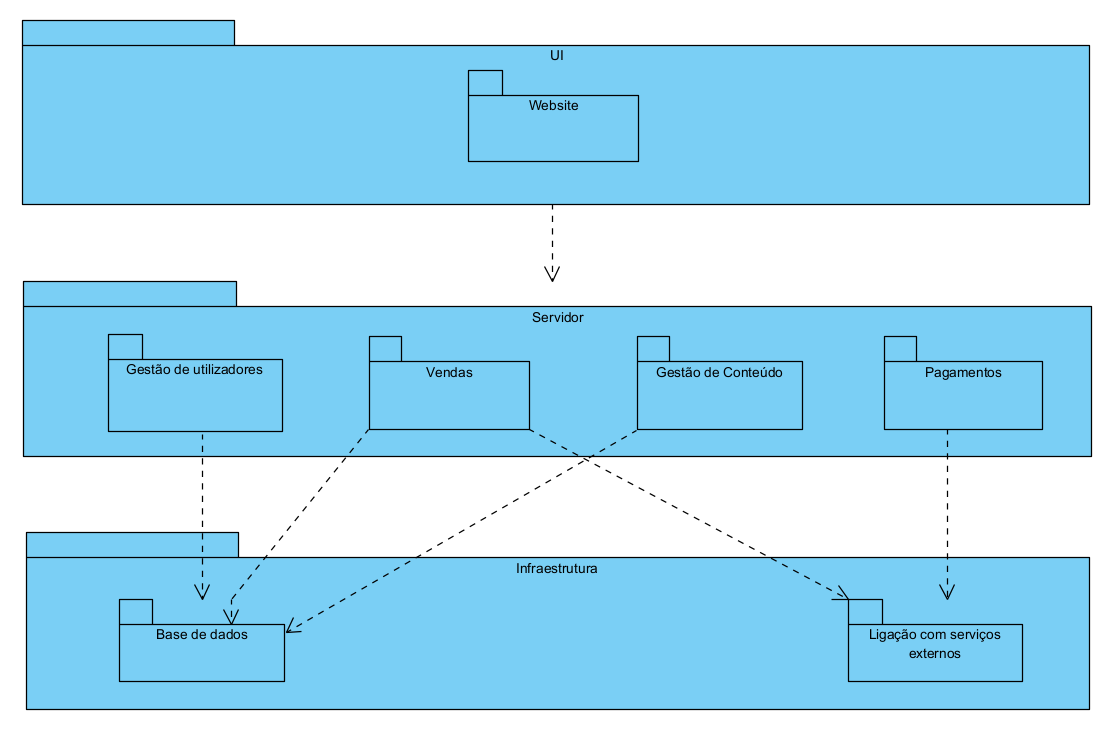 UI
Website
Servidor
Gestão de utilizadores
Vendas
Gestão de Conteúdo
Pagamentos
Infraestrutura
Base de dados
Ligação com serviços
externos